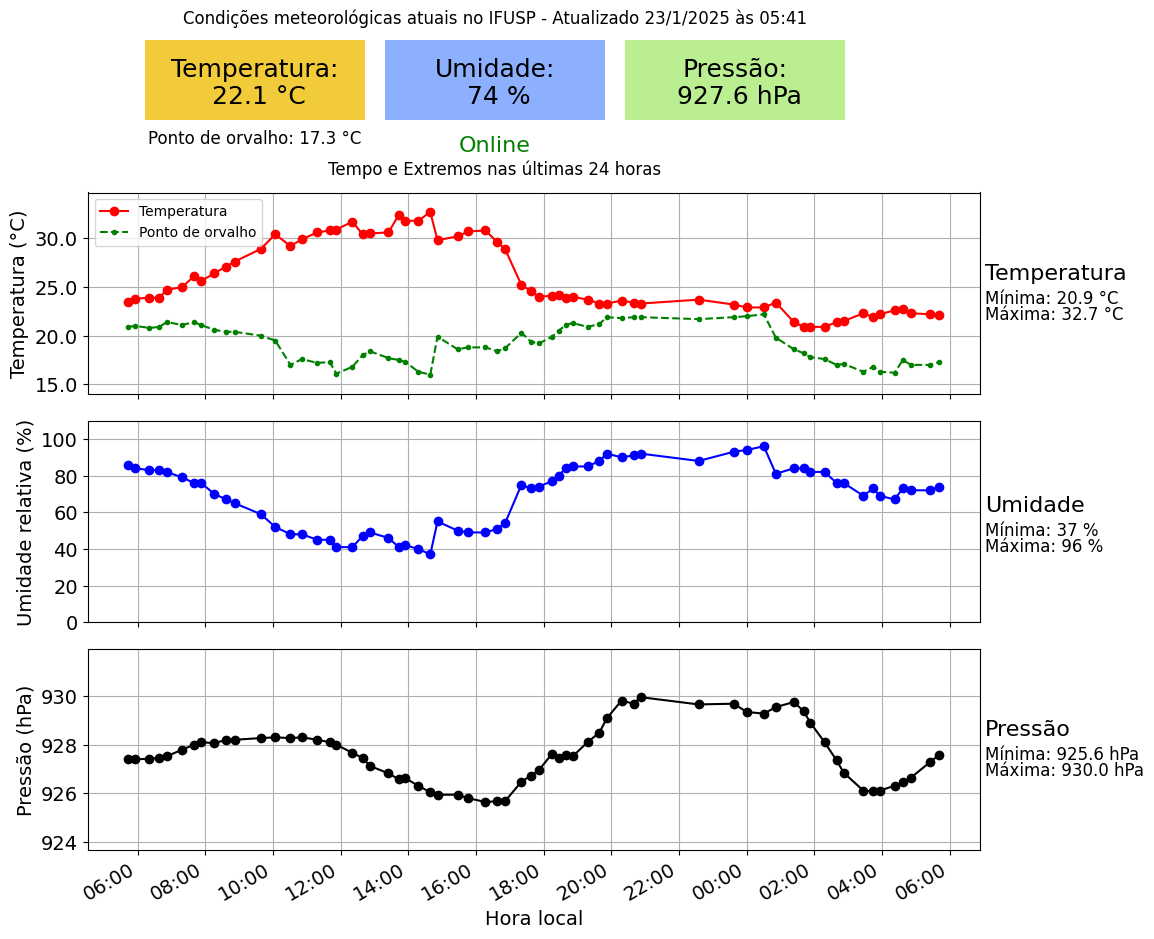 Condições meteorológicas atuais no IFUSP - Atualizado 23/1/2025 às 05:41
Temperatura:
22.1 °C
Umidade:
74 %
Pressão:
927.6 hPa
Ponto de orvalho: 17.3 °C
Online
Tempo e Extremos nas últimas 24 horas
Temperatura (°C)
30.0
25.0
20.0
15.0
Temperatura
Ponto de orvalho
Temperatura
Mínima: 20.9 °C
Máxima: 32.7 °C
Umidade relativa (%)
100
80
60
40
20
0
Umidade
Mínima: 37 %
Máxima: 96 %
Pressão (hPa)
930
928
926
924
Pressão
Mínima: 925.6 hPa
Máxima: 930.0 hPa
06:00
08:00
10:00
12:00
14:00
16:00
18:00
20:00
22:00
00:00
02:00
04:00
06:00
Hora local